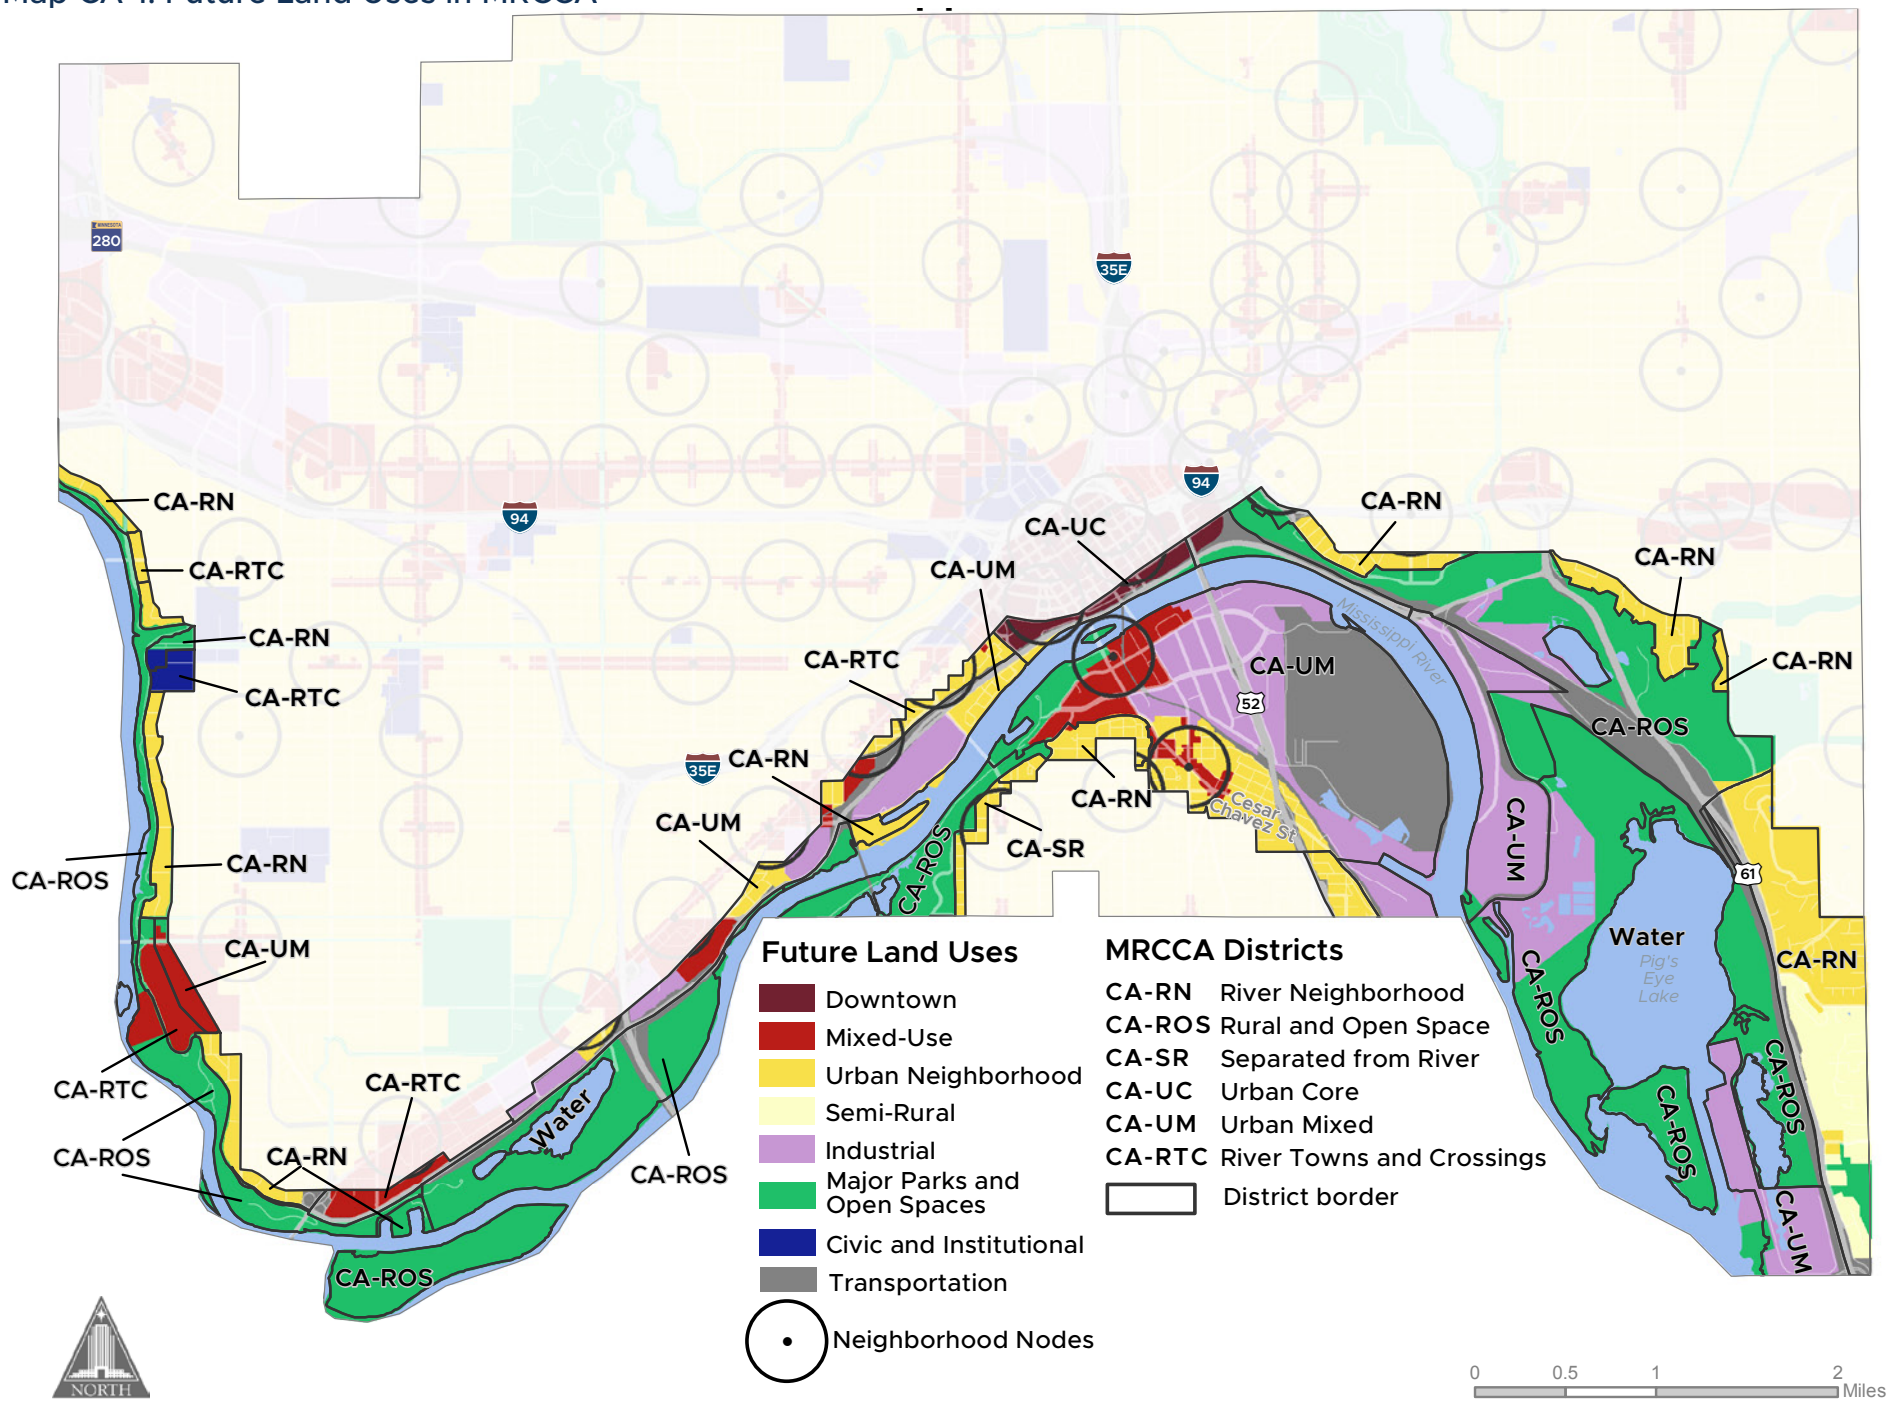 Map CA-1: Future Land Uses in MRCCA
MINNESOTA
280
35E
94
94
CA-RN
CA-RN
CA-UC
CA-RN
CA-RTC
CA-UM
CA-RN
CA-RTC
CA-RTC
CA-UM
Mississippi River
CA-RN
52
CA-ROS
35E
CA-RN
CA-RN
Cesar
Chavez St
CA-UM
CA-SR
CA-ROS
CA-UM
CA-RN
CA-ROS
61
CA-UM
Water
Pig's
Eye
Lake
CA-RN
CA-ROS
CA-RTC
CA-RTC
Water
CA-ROS
CA-ROS
CA-ROS
CA-RN
CA-ROS
CA-ROS
CA-UM
Future Land Uses
Downtown
Mixed-Use
Urban Neighborhood
Semi-Rural
Industrial
Major Parks and
Open Spaces
Civic and Institutional
Transportation
Neighborhood Nodes
MRCCA Districts
CA-RN River Neighborhood
CA-ROS Rural and Open Space
CA-SR Separated from River
CA-UC Urban Core
CA-UM Urban Mixed
CA-RTC River Towns and Crossings
District border
NORTH
0 0.5 1 2
Miles